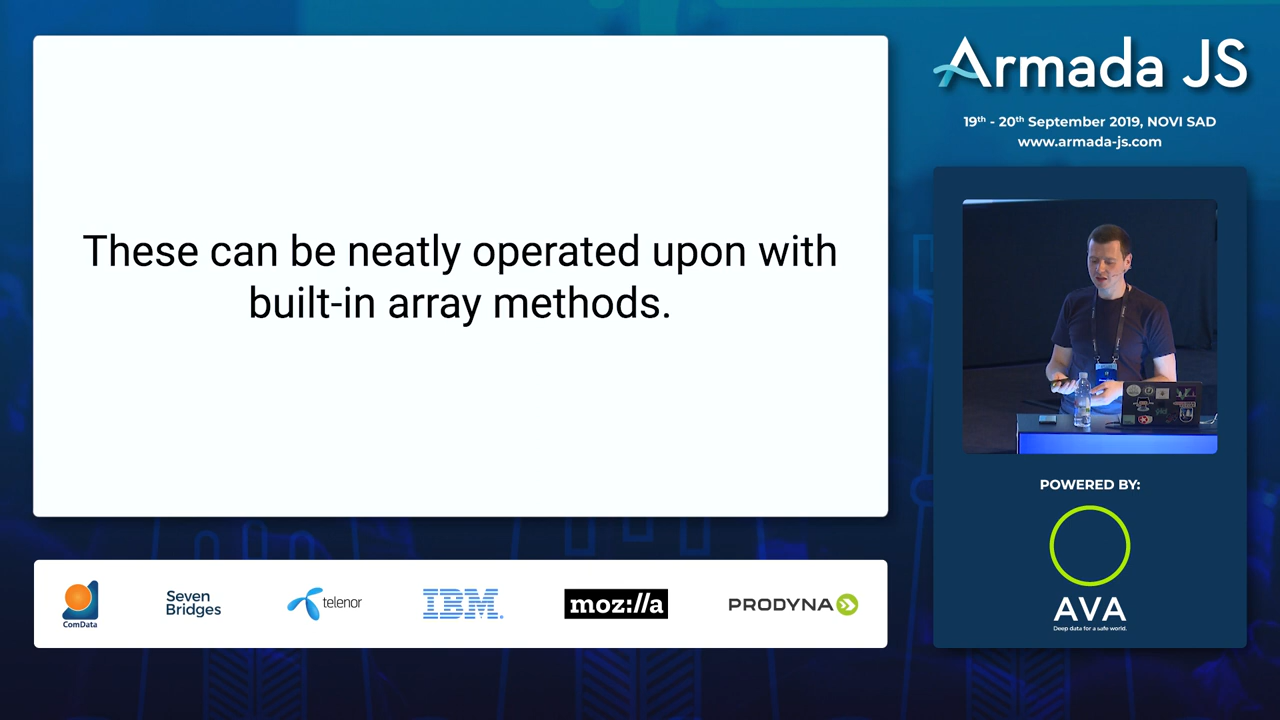 These can be neatly operated upon with
built-in array methods.
Armada JS
19th - 20th September 2019, NOVI SAD
www.armada-js.com
POWERED BY:
AVA
Deep data for a safe world.
ComData
Seven
Bridges
telenor
IBM
moz://a
PRODYNA